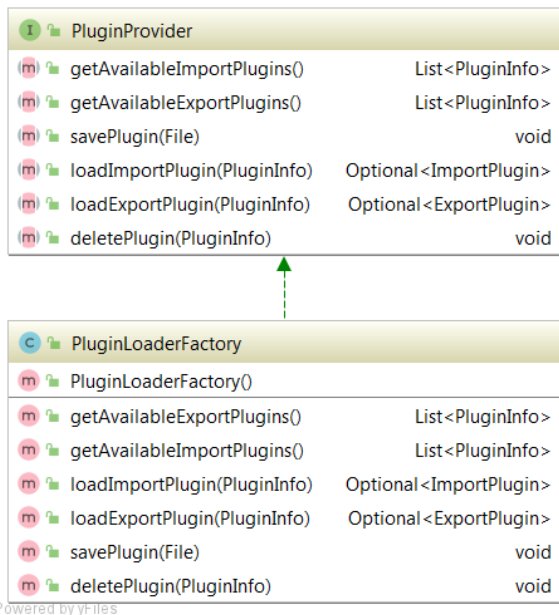 I PluginProvider
m getAvailableImportPlugins() List<PluginInfo>
m getAvailableExportPlugins() List<PluginInfo>
m savePlugin(File) void
m loadImportPlugin(PluginInfo) Optional<ImportPlugin>
m loadExportPlugin(PluginInfo) Optional<ExportPlugin>
m deletePlugin(PluginInfo) void
C PluginLoaderFactory
m PluginLoaderFactory()
m getAvailableExportPlugins() List<PluginInfo>
m getAvailableImportPlugins() List<PluginInfo>
m loadImportPlugin(PluginInfo) Optional<ImportPlugin>
m loadExportPlugin(PluginInfo) Optional<ExportPlugin>
m savePlugin(File) void
m deletePlugin(PluginInfo) void
Powered by yFiles